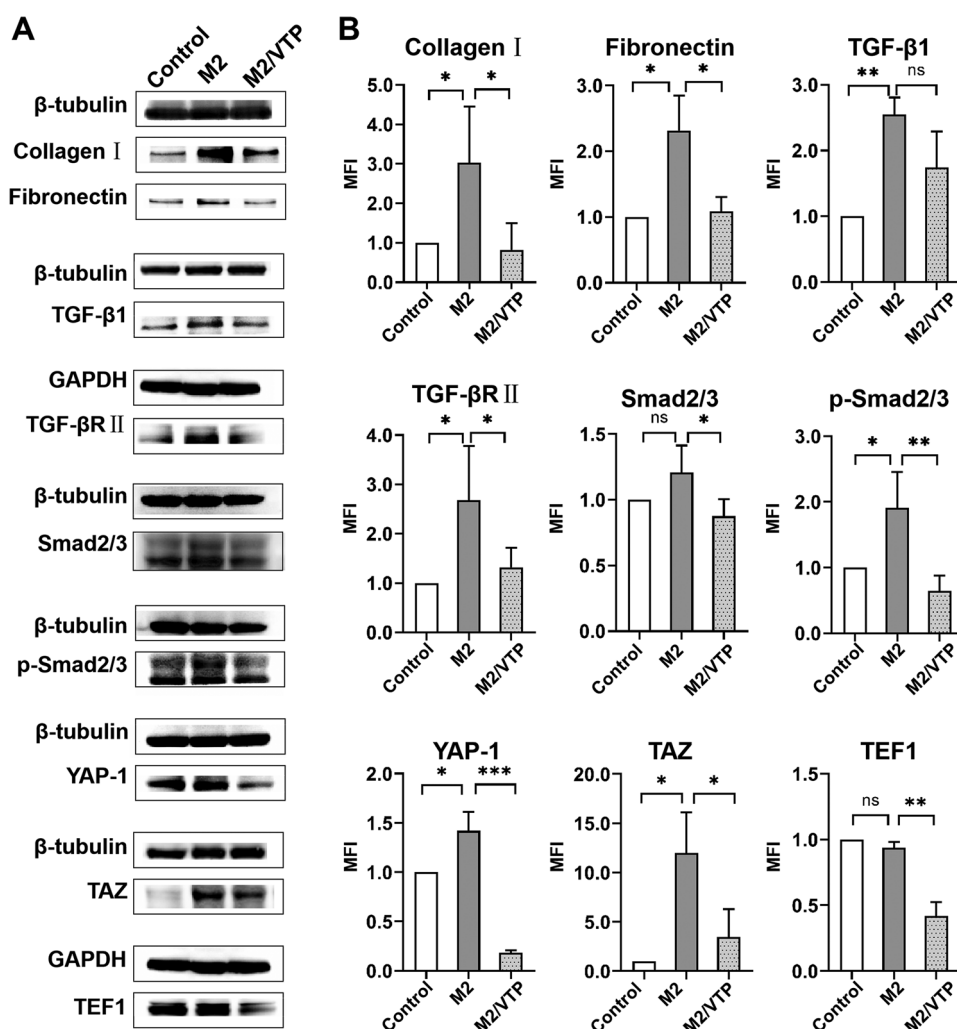 A
Control
M2
M2/VTP
β-tubulin
Collagen Ⅰ
Fibronectin
β-tubulin
TGF-β1
GAPDH
TGF-βR Ⅱ
β-tubulin
Smad2/3
β-tubulin
p-Smad2/3
β-tubulin
YAP-1
β-tubulin
TAZ
GAPDH
TEF1
B
Collagen Ⅰ
* *
MFI
5.0
4.0
3.0
2.0
1.0
0.0
Control
M2
M2/VTP
Fibronectin
* *
MFI
3.0
2.0
1.0
0.0
Control
M2
M2/VTP
TGF-β1
** ns
MFI
3.0
2.0
1.0
0.0
Control
M2
M2/VTP
TGF-βR Ⅱ
* *
MFI
4.0
3.0
2.0
1.0
0.0
Control
M2
M2/VTP
Smad2/3
ns *
MFI
1.5
1.0
0.5
0.0
Control
M2
M2/VTP
p-Smad2/3
* **
MFI
3.0
2.0
1.0
0.0
Control
M2
M2/VTP
YAP-1
* ***
MFI
2.0
1.5
1.0
0.5
0.0
Control
M2
M2/VTP
TAZ
* *
MFI
20.0
15.0
10.0
5.0
0.0
Control
M2
M2/VTP
TEF1
ns **
MFI
1.5
1.0
0.5
0.0
Control
M2
M2/VTP